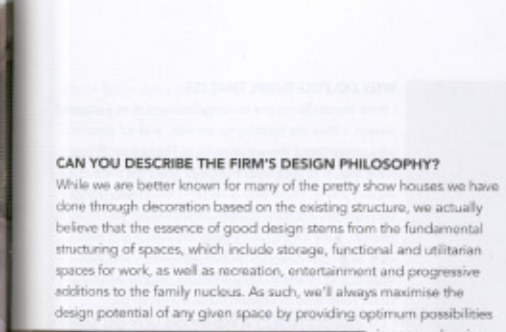 CAN YOU DESCRIBE THE FIRM'S DESIGN PHILOSOPHY?
While we are better known for many of the pretty show houses we have
done through decoration based on the existing structure, we actually
believe that the essence of good design stems from the fundamental
structuring of spaces, which include storage, functional and utilitarian
spaces for work, as well as recreation, entertainment and progressive
additions to the family nucleus. As such, we'll always maximise the
design potential of any given space by providing optimum possibilities